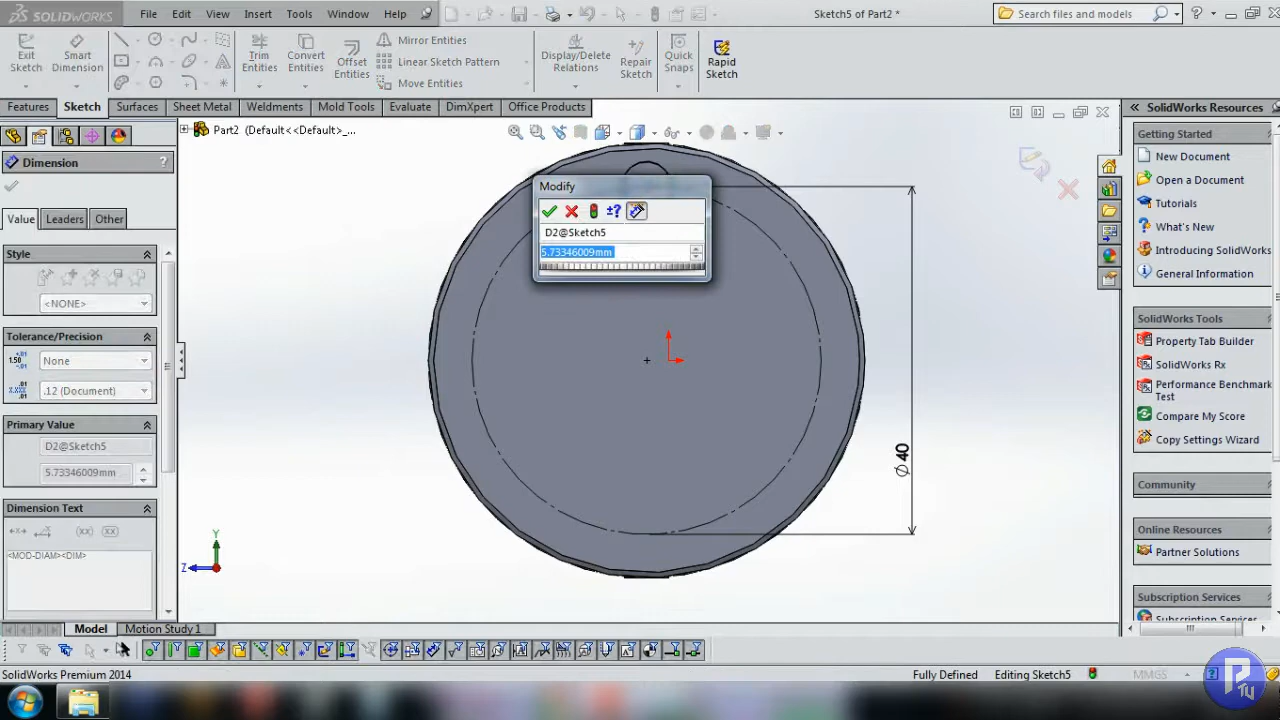 SOLIDWORKS File Edit View Insert Tools Window Help Sketch5 of Part2 * Search files and models
Exit Sketch
Smart Dimension
Trim Entities
Convert Entities
Offset Entities
Mirror Entities
Linear Sketch Pattern
Move Entities
Display/Delete Relations
Repair Sketch
Quick Snaps
Rapid Sketch
Features Sketch Surfaces Sheet Metal Weldments Mold Tools Evaluate DimXpert Office Products
Part2 (Default<<Default>_...
Dimension ?
Value Leaders Other
Style
<NONE>
Tolerance/Precision
None
.12 (Document)
Primary Value
D2@Sketch5
5.73346009mm
Dimension Text
<MOD-DIAM><DIM>
Modify
D2@Sketch5
5.73346009mm
Ø 40
Y
Z
SolidWorks Resources
Getting Started
New Document
Open a Document
Tutorials
What's New
Introducing SolidWorks
General Information
SolidWorks Tools
Property Tab Builder
SolidWorks Rx
Performance Benchmark Test
Compare My Score
Copy Settings Wizard
Community
Online Resources
Partner Solutions
Subscription Services
Model Motion Study 1
SolidWorks Premium 2014 Fully Defined Editing Sketch5 MMGS